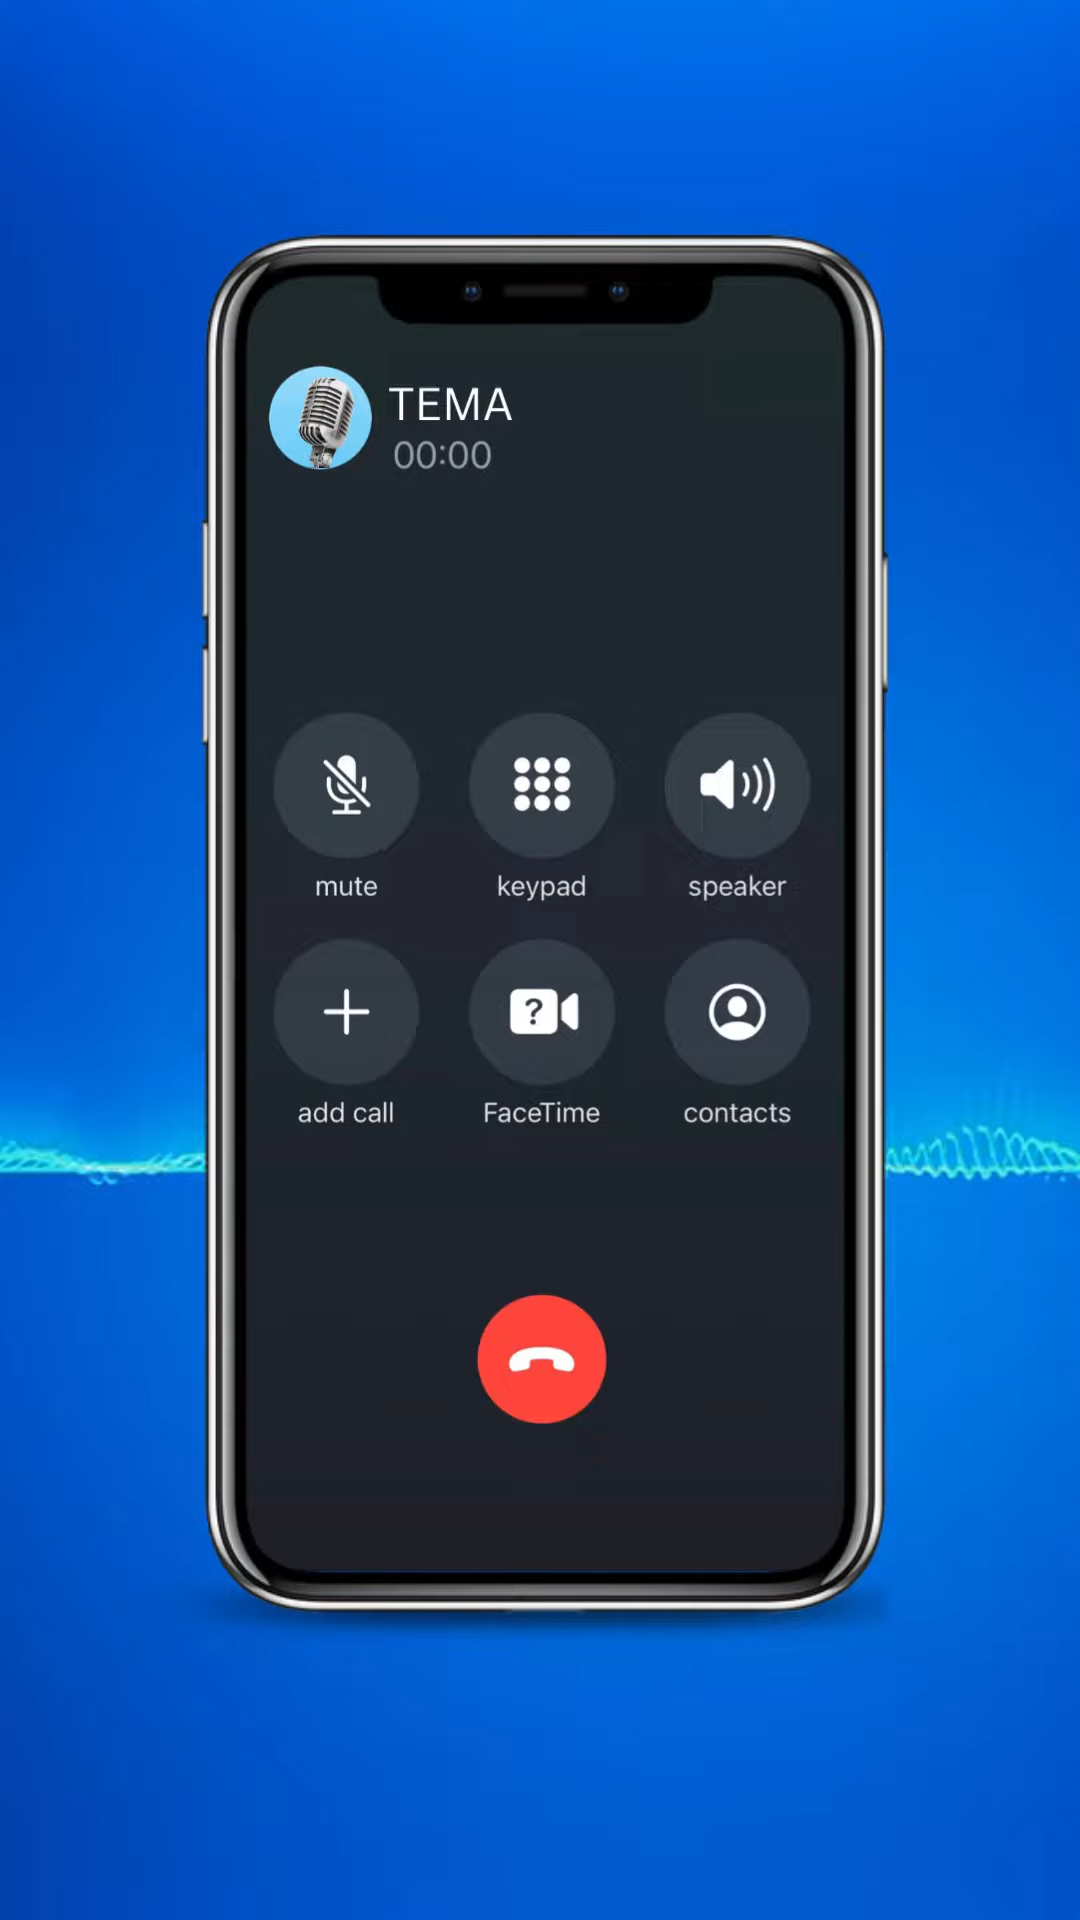 TEMA
00:00
mute
keypad
speaker
add call
FaceTime
contacts